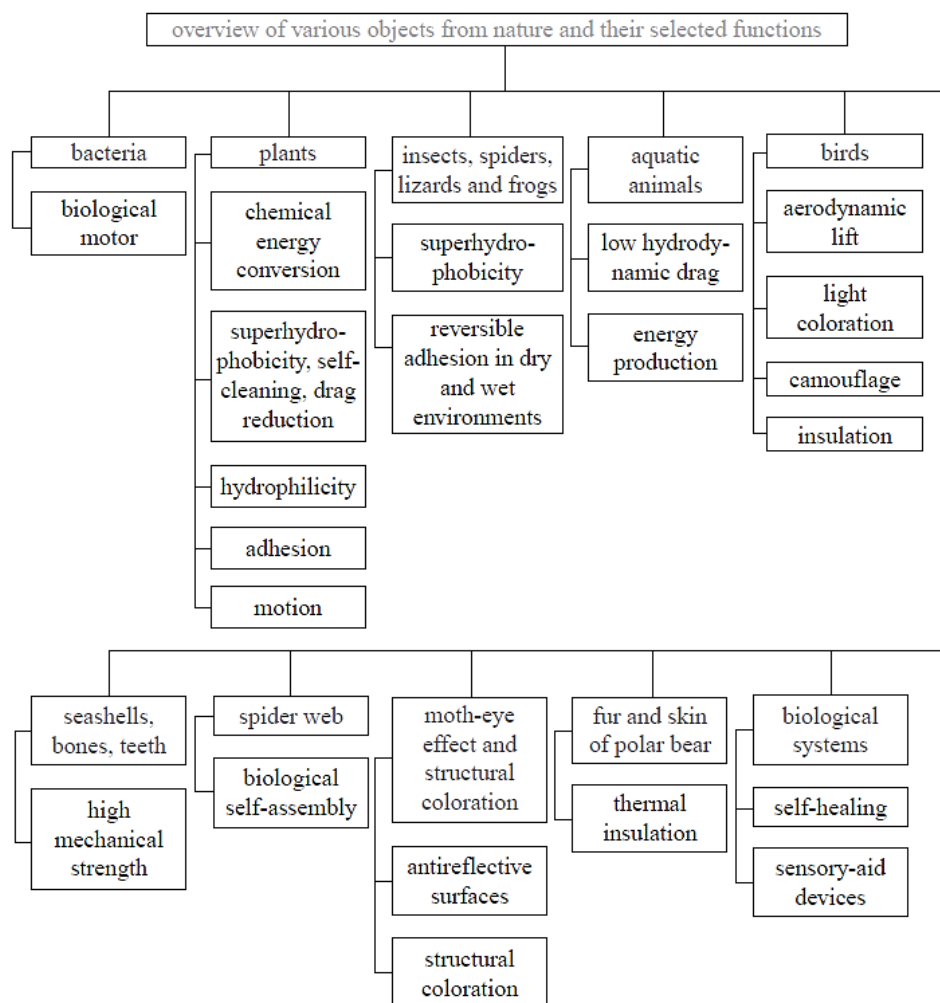 overview of various objects from nature and their selected functions
bacteria
biological
motor
plants
chemical
energy
conversion
superhydro-
phobicity, self-
cleaning, drag
reduction
hydrophilicity
adhesion
motion
insects, spiders,
lizards and frogs
superhydro-
phobicity
reversible
adhesion in dry
and wet
environments
aquatic
animals
low hydrody-
namic drag
energy
production
birds
aerodynamic
lift
light
coloration
camouflage
insulation
seashells,
bones, teeth
high
mechanical
strength
spider web
biological
self-assembly
moth-eye
effect and
structural
coloration
antireflective
surfaces
structural
coloration
fur and skin
of polar bear
thermal
insulation
biological
systems
self-healing
sensory-aid
devices